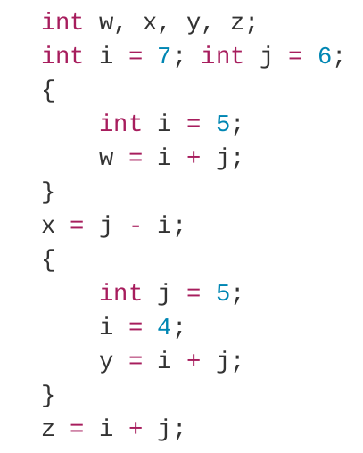 int w, x, y, z;
int i = 7; int j = 6;
{
    int i = 5;
    w = i + j;
}
x = j - i;
{
    int j = 5;
    i = 4;
    y = i + j;
}
z = i + j;